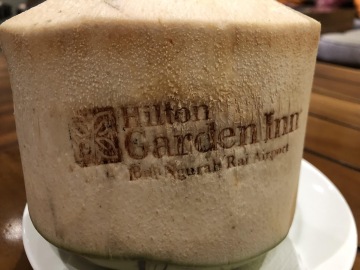 Hilton
Garden Inn
Bali Ngurah Rai Airport